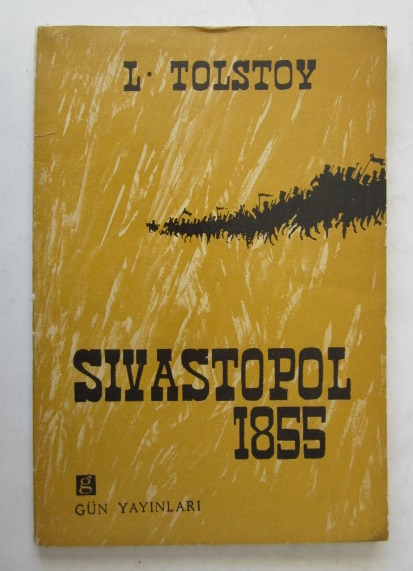 L. TOLSTOY
SIVASTOPOL
1855
g
GÜN YAYINLARI